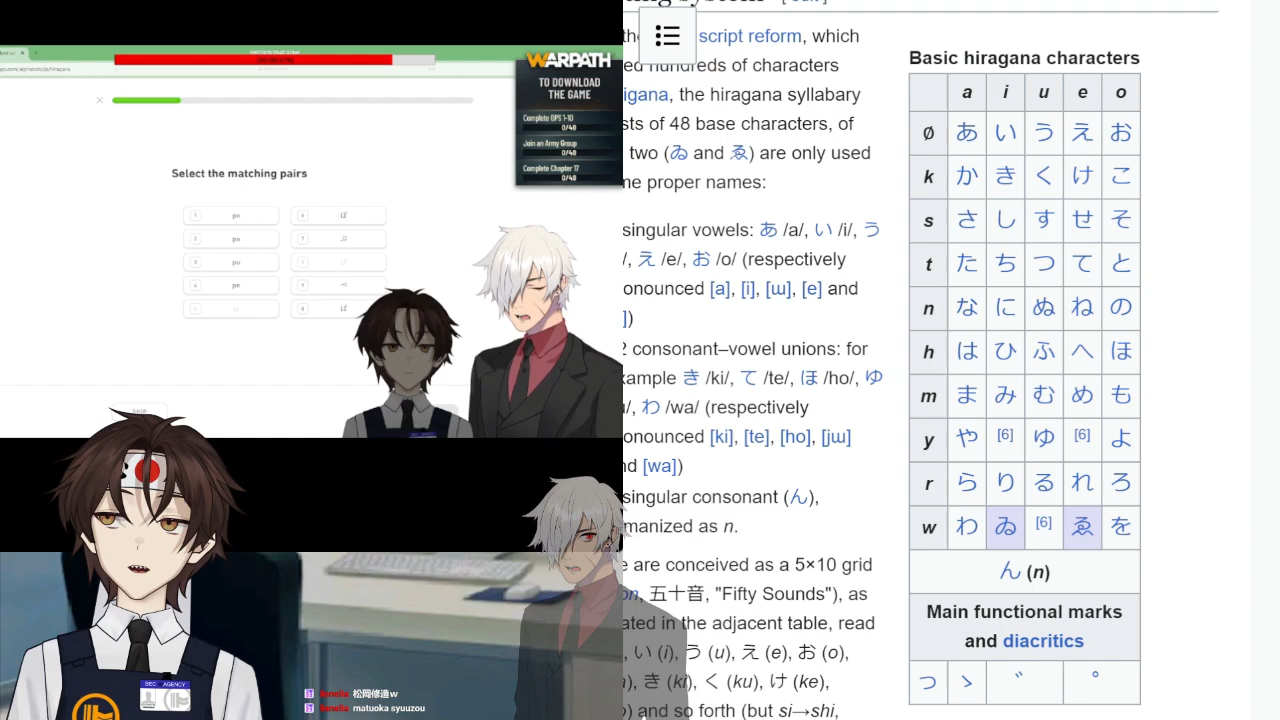 WARPATH
TO DOWNLOAD
THE GAME
Complete OPS 1-10
0/40
Join an Army Group
0/40
Complete Chapter 17
0/40
Select the matching pairs
1 po
2 pa
3 pu
4 pe
SKIP
SEC AGENCY
松岡修造w
matuoka syuuzou
script reform, which
ed hundreds of characters
igana, the hiragana syllabary
sts of 48 base characters, of
two (ゐ and ゑ) are only used
ne proper names:
singular vowels: あ /a/, い /i/, う
/, え /e/, お /o/ (respectively
onounced [a], [i], [ɯ], [e] and
])
2 consonant–vowel unions: for
xample き /ki/, て /te/, ほ /ho/, ゆ
/, わ /wa/ (respectively
onounced [ki], [te], [ho], [jɯ]
nd [wa])
singular consonant (ん),
manized as n.
e are conceived as a 5×10 grid
on, 五十音, "Fifty Sounds"), as
ated in the adjacent table, read
, い (i), う (u), え (e), お (o),
), き (ki), く (ku), け (ke),
) and so forth (but si→shi,
Basic hiragana characters
a i u e o
Ø あ い う え お
k か き く け こ
s さ し す せ そ
t た ち つ て と
n な に ぬ ね の
h は ひ ふ へ ほ
m ま み む め も
y や [6] ゆ [6] よ
r ら り る れ ろ
w わ ゐ [6] ゑ を
ん (n)
Main functional marks
and diacritics
っ ゝ ゛ ゜